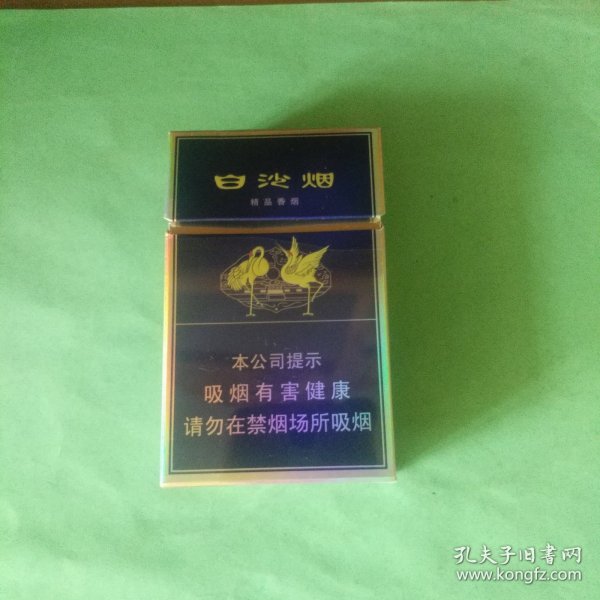 白沙烟
精品香烟
本公司提示
吸烟有害健康
请勿在禁烟场所吸烟
孔夫子旧书网
www.kongfz.com